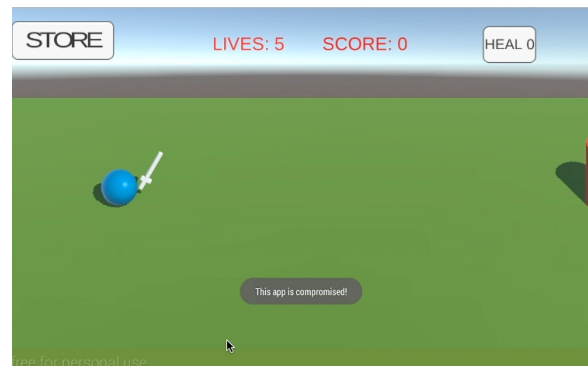 STORE
LIVES: 5
SCORE: 0
HEAL 0
This app is compromised!
free for personal use